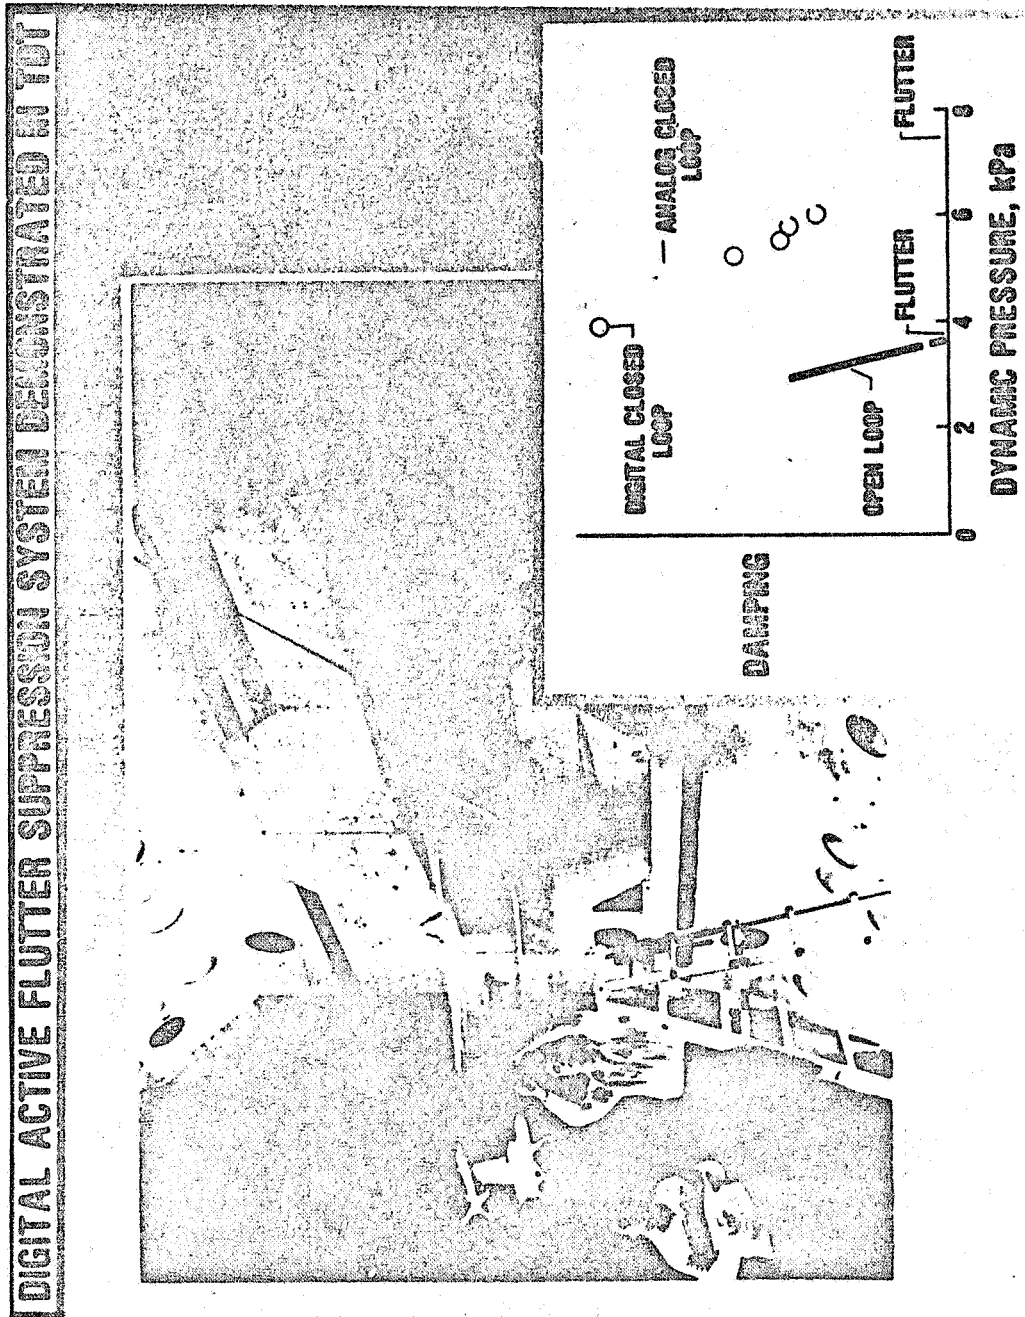 DIGITAL ACTIVE FLUTTER SUPPRESSION SYSTEM DEMONSTRATED IN TDT
DAMPING
DIGITAL CLOSED
LOOP
ANALOG CLOSED
LOOP
OPEN LOOP
FLUTTER
FLUTTER
0
2
4
6
8
DYNAMIC PRESSURE, kPa